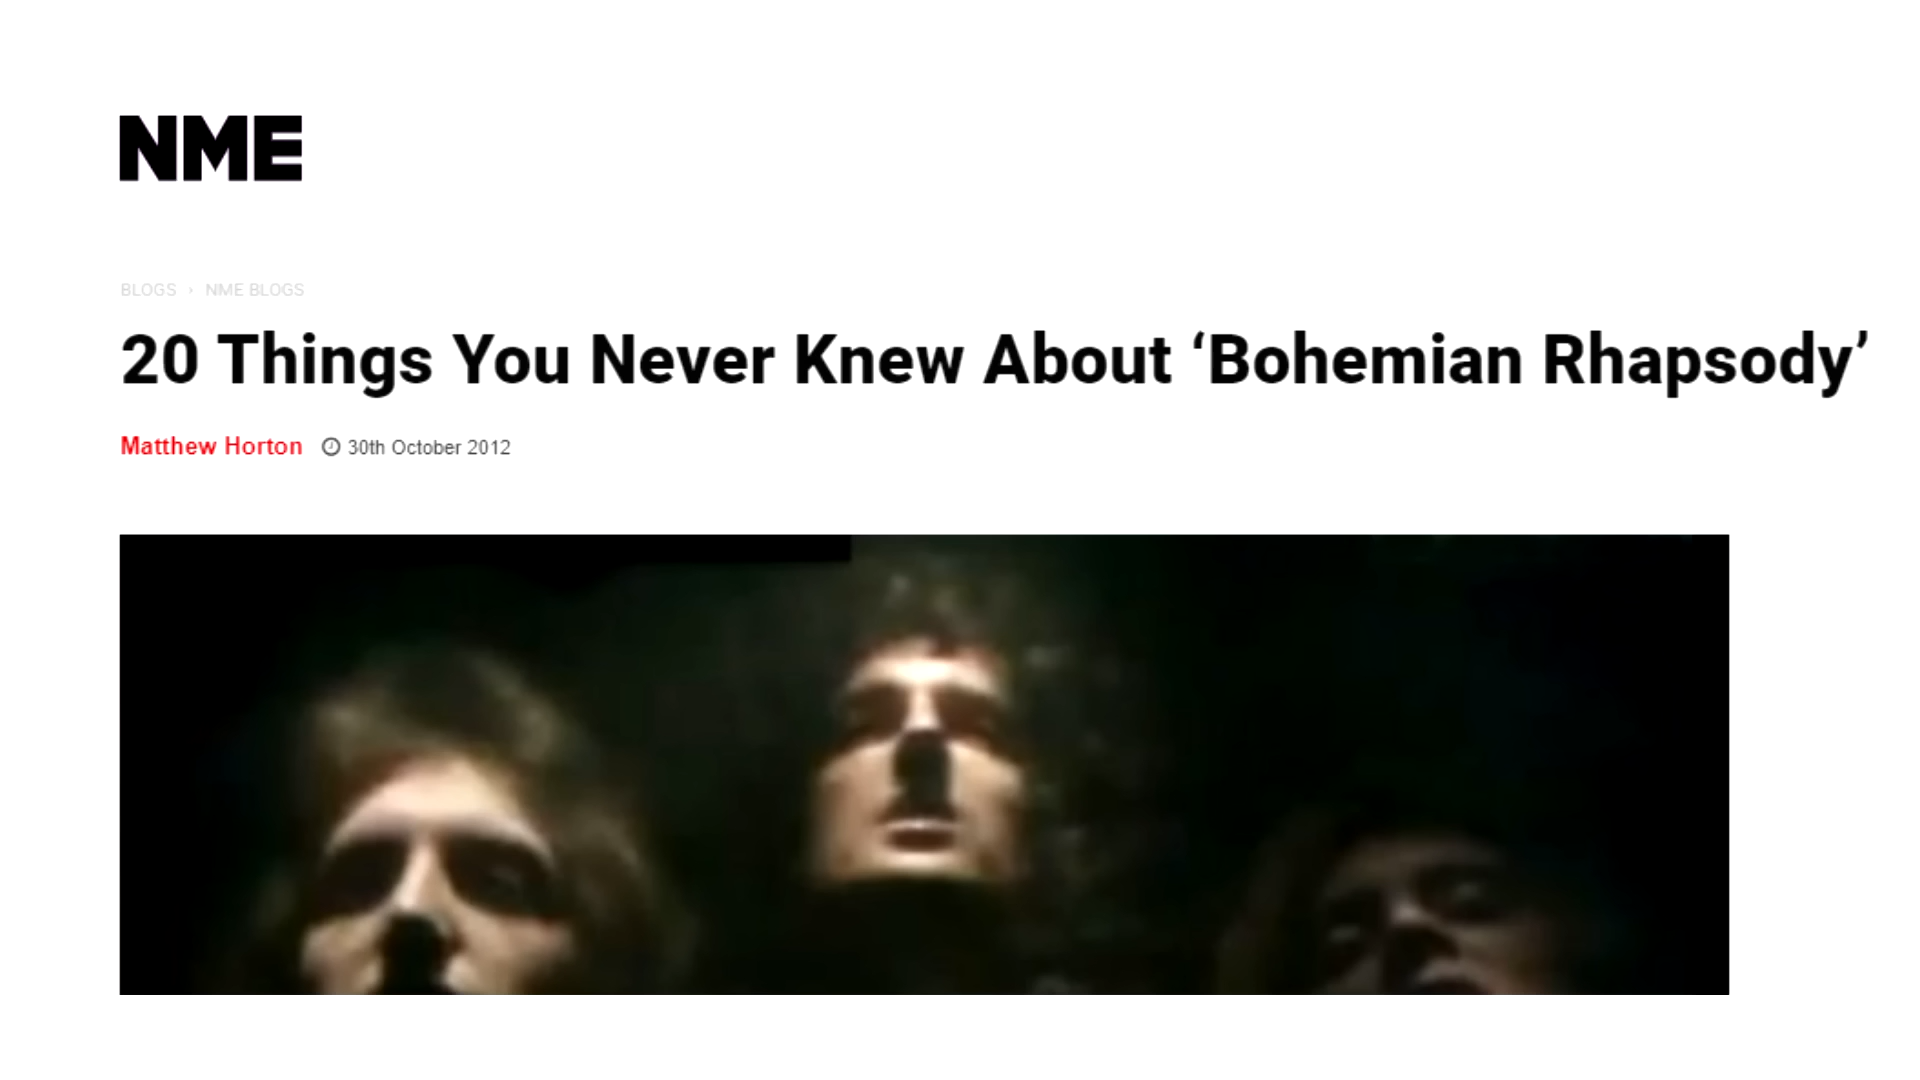 NME
BLOGS › NME BLOGS
20 Things You Never Knew About ‘Bohemian Rhapsody’
Matthew Horton 30th October 2012